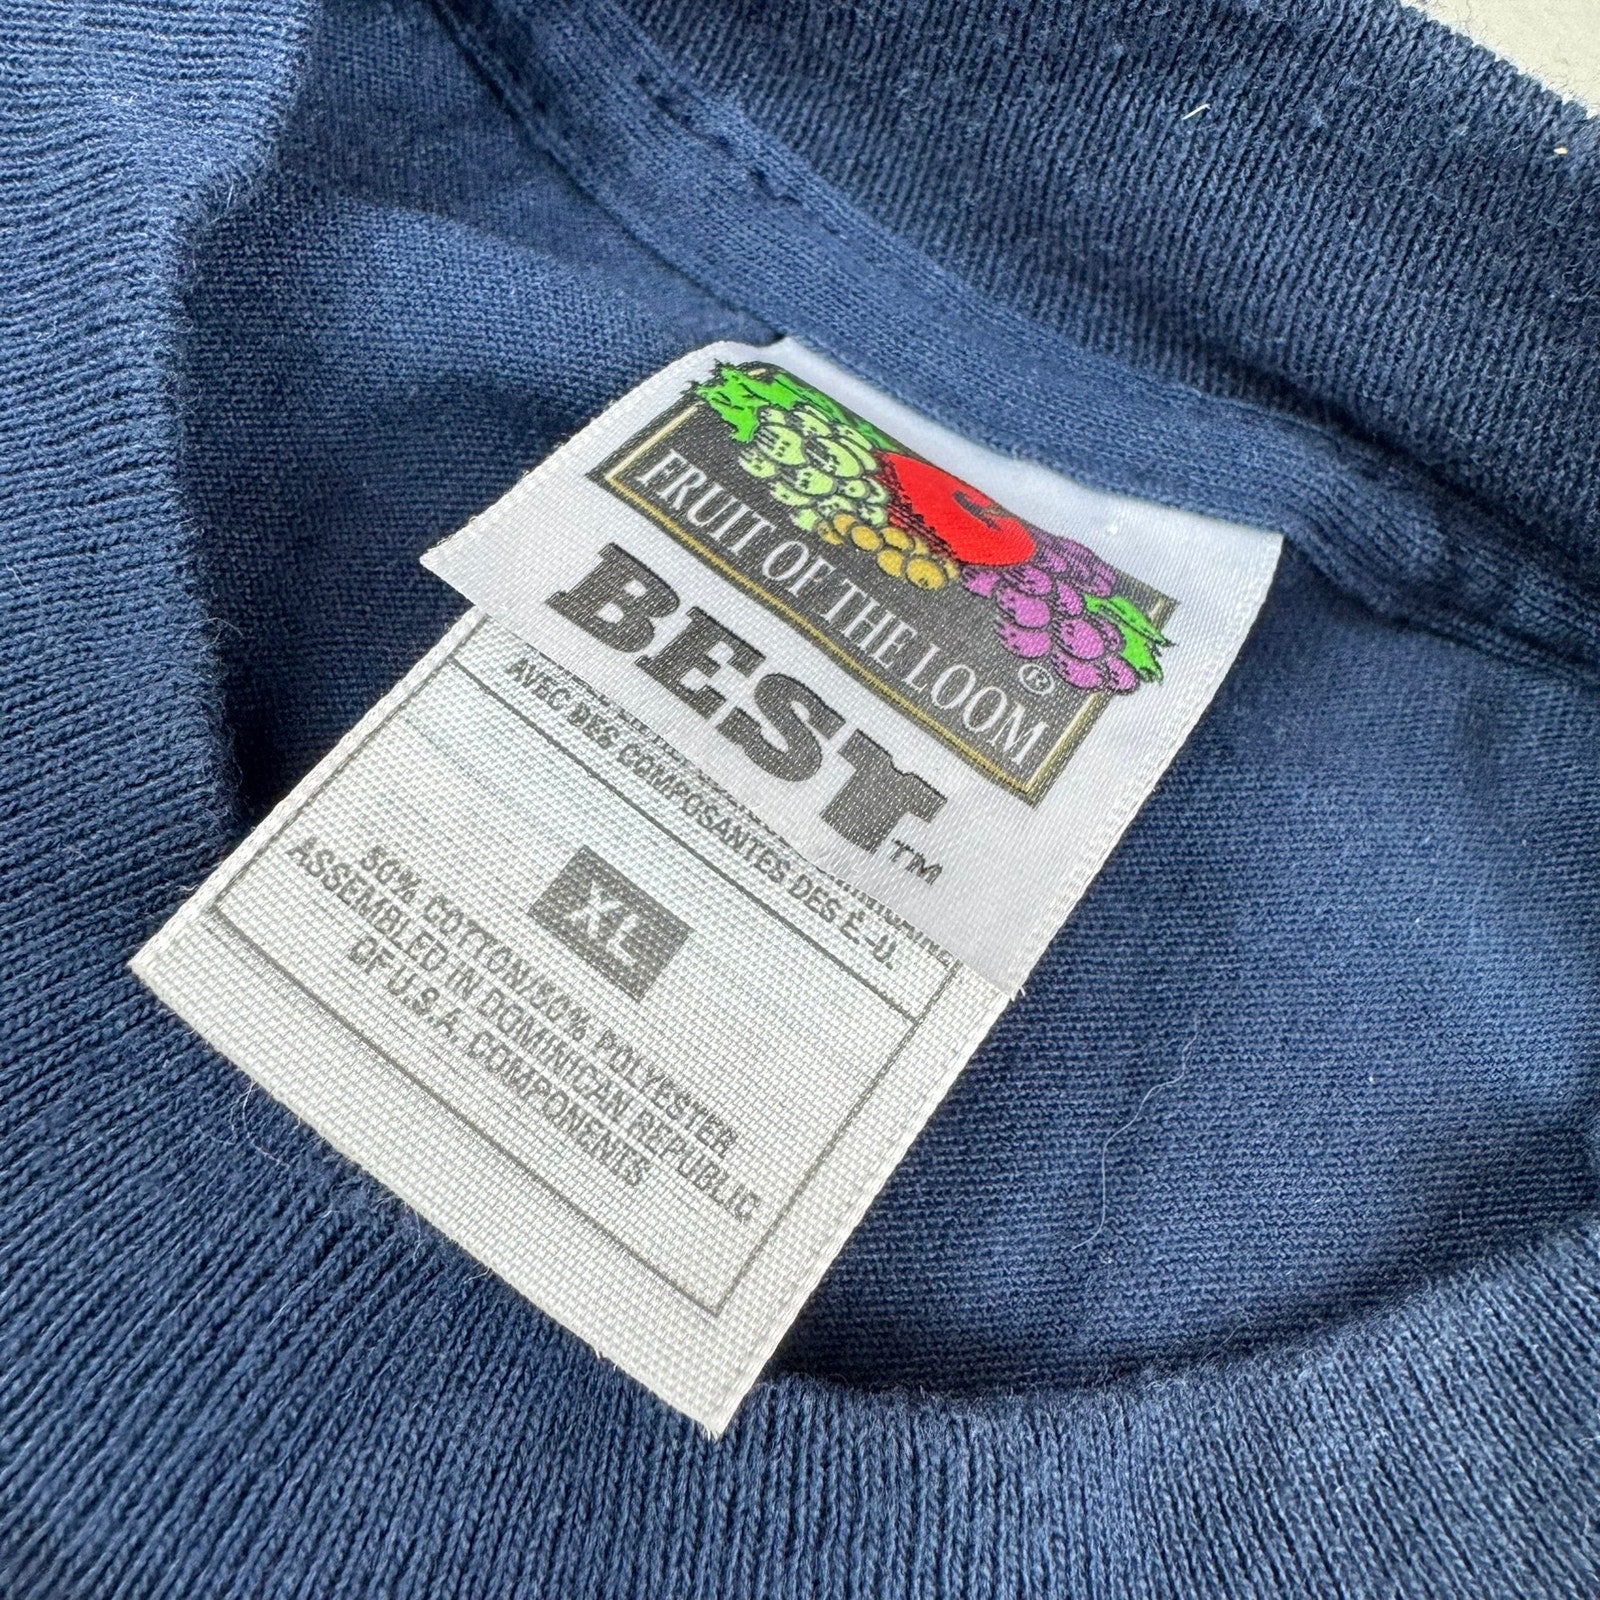 FRUIT OF THE LOOM®
BEST™
AVEC DES COMPOSANTES DES É.-U.
XL
50% COTTON/50% POLYESTER
ASSEMBLED IN DOMINICAN REPUBLIC
OF U.S.A. COMPONENTS